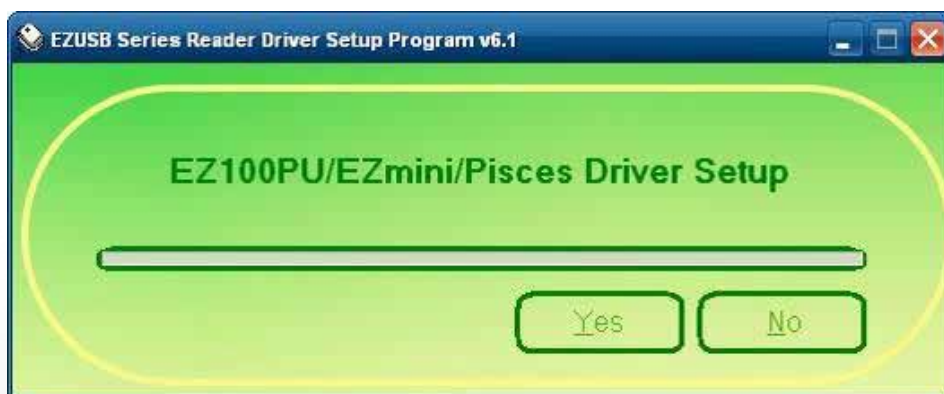 EZUSB Series Reader Driver Setup Program v6.1
EZ100PU/EZmini/Pisces Driver Setup
Yes No